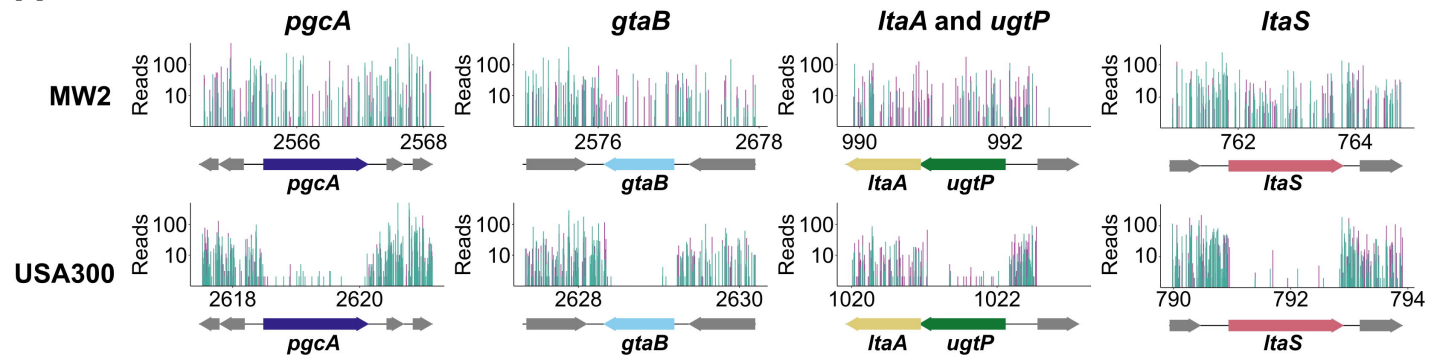 pgcA gtaB ltaA and ugtP ltaS
MW2
Reads 100 10 2566 2568
Reads 100 10 2576 2678
Reads 100 10 990 992
Reads 100 10 762 764
pgcA gtaB ltaA ugtP ltaS
USA300
Reads 100 10 2618 2620
Reads 100 10 2628 2630
Reads 100 10 1020 1022
Reads 100 10 790 792 794
pgcA gtaB ltaA ugtP ltaS